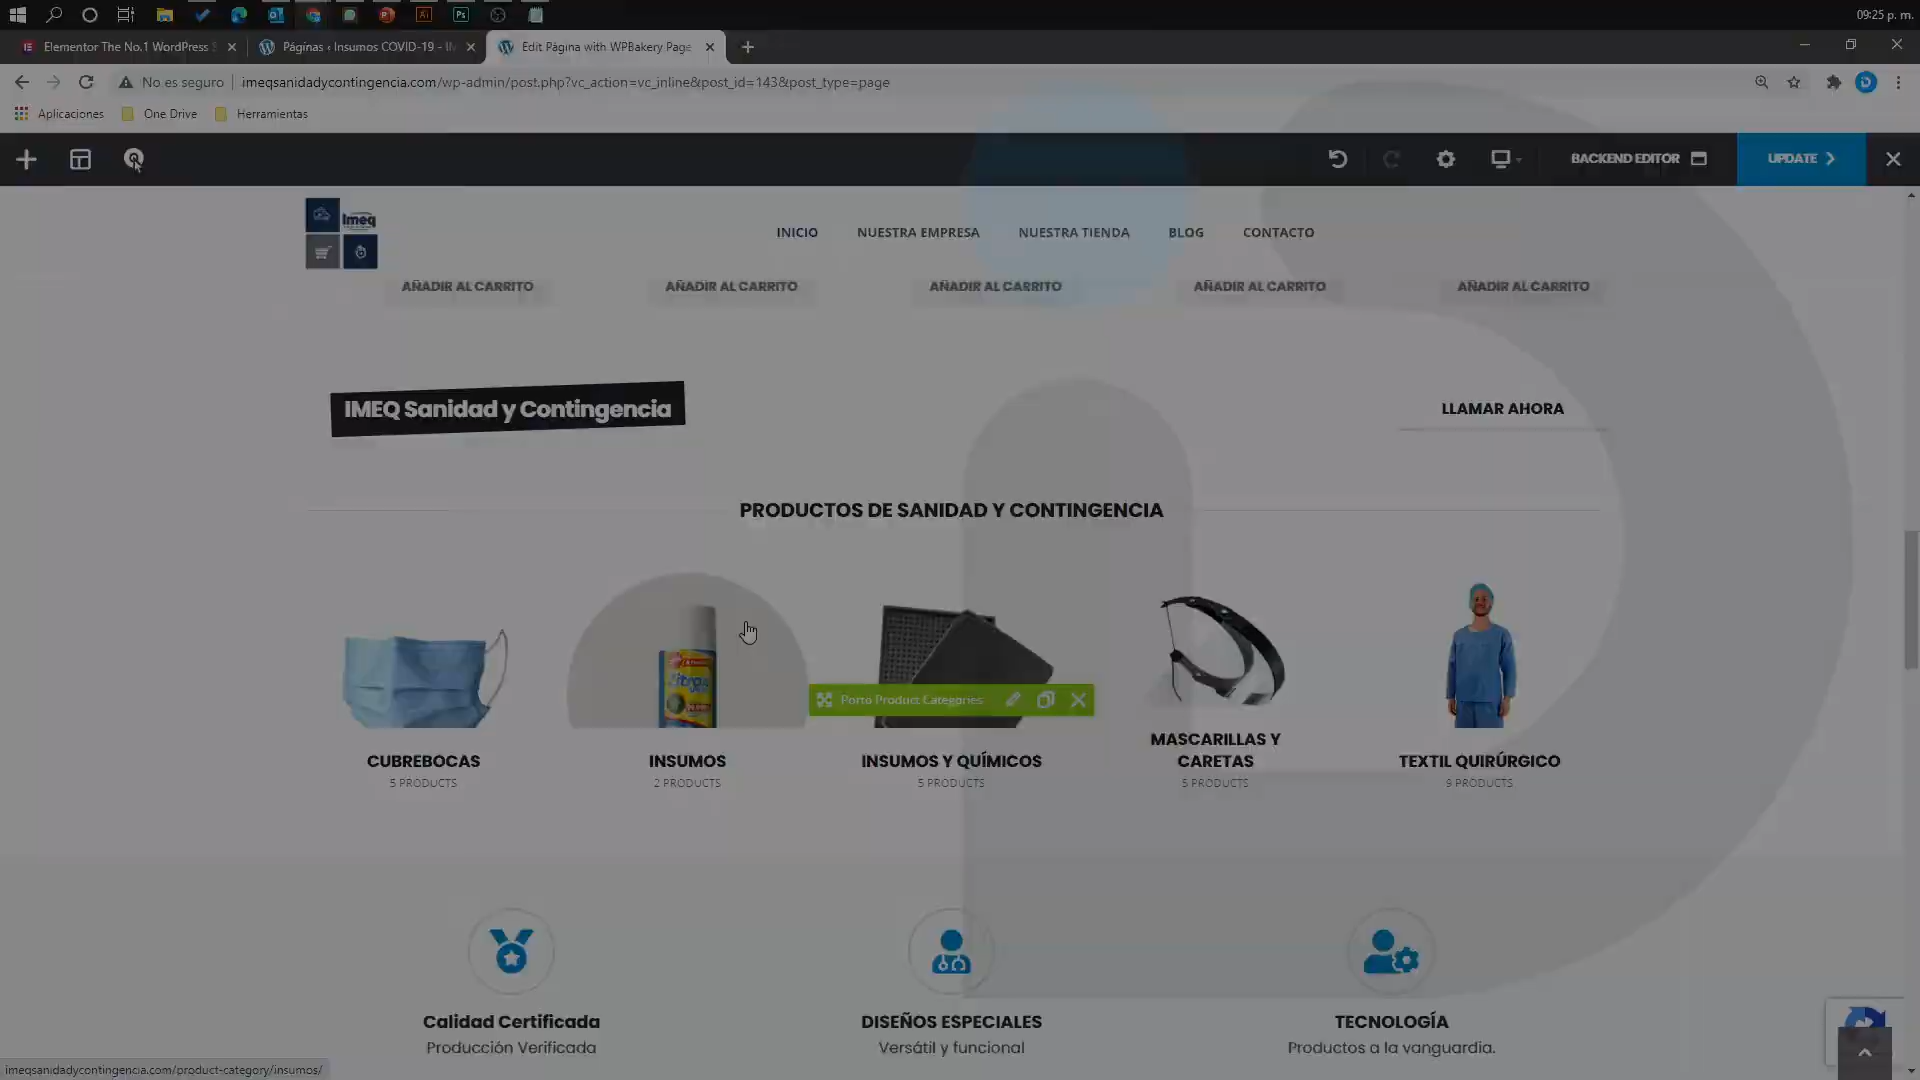 09:25 p. m.
Elementor The No.1 WordPress
Páginas ‹ Insumos COVID-19 - IM
Edit Página with WPBakery Page
No es seguro
imeqsanidadycontingencia.com/wp-admin/post.php?vc_action=vc_inline&post_id=143&post_type=page
Aplicaciones
One Drive
Herramientas
BACKEND EDITOR
UPDATE
Imeq
INICIO
NUESTRA EMPRESA
NUESTRA TIENDA
BLOG
CONTACTO
AÑADIR AL CARRITO
AÑADIR AL CARRITO
AÑADIR AL CARRITO
AÑADIR AL CARRITO
AÑADIR AL CARRITO
IMEQ Sanidad y Contingencia
LLAMAR AHORA
PRODUCTOS DE SANIDAD Y CONTINGENCIA
Porto Product Categories
CUBREBOCAS
5 PRODUCTS
INSUMOS
2 PRODUCTS
INSUMOS Y QUÍMICOS
5 PRODUCTS
MASCARILLAS Y
CARETAS
5 PRODUCTS
TEXTIL QUIRÚRGICO
9 PRODUCTS
Calidad Certificada
Producción Verificada
DISEÑOS ESPECIALES
Versátil y funcional
TECNOLOGÍA
Productos a la vanguardia.
imeqsanidadycontingencia.com/product-category/insumos/